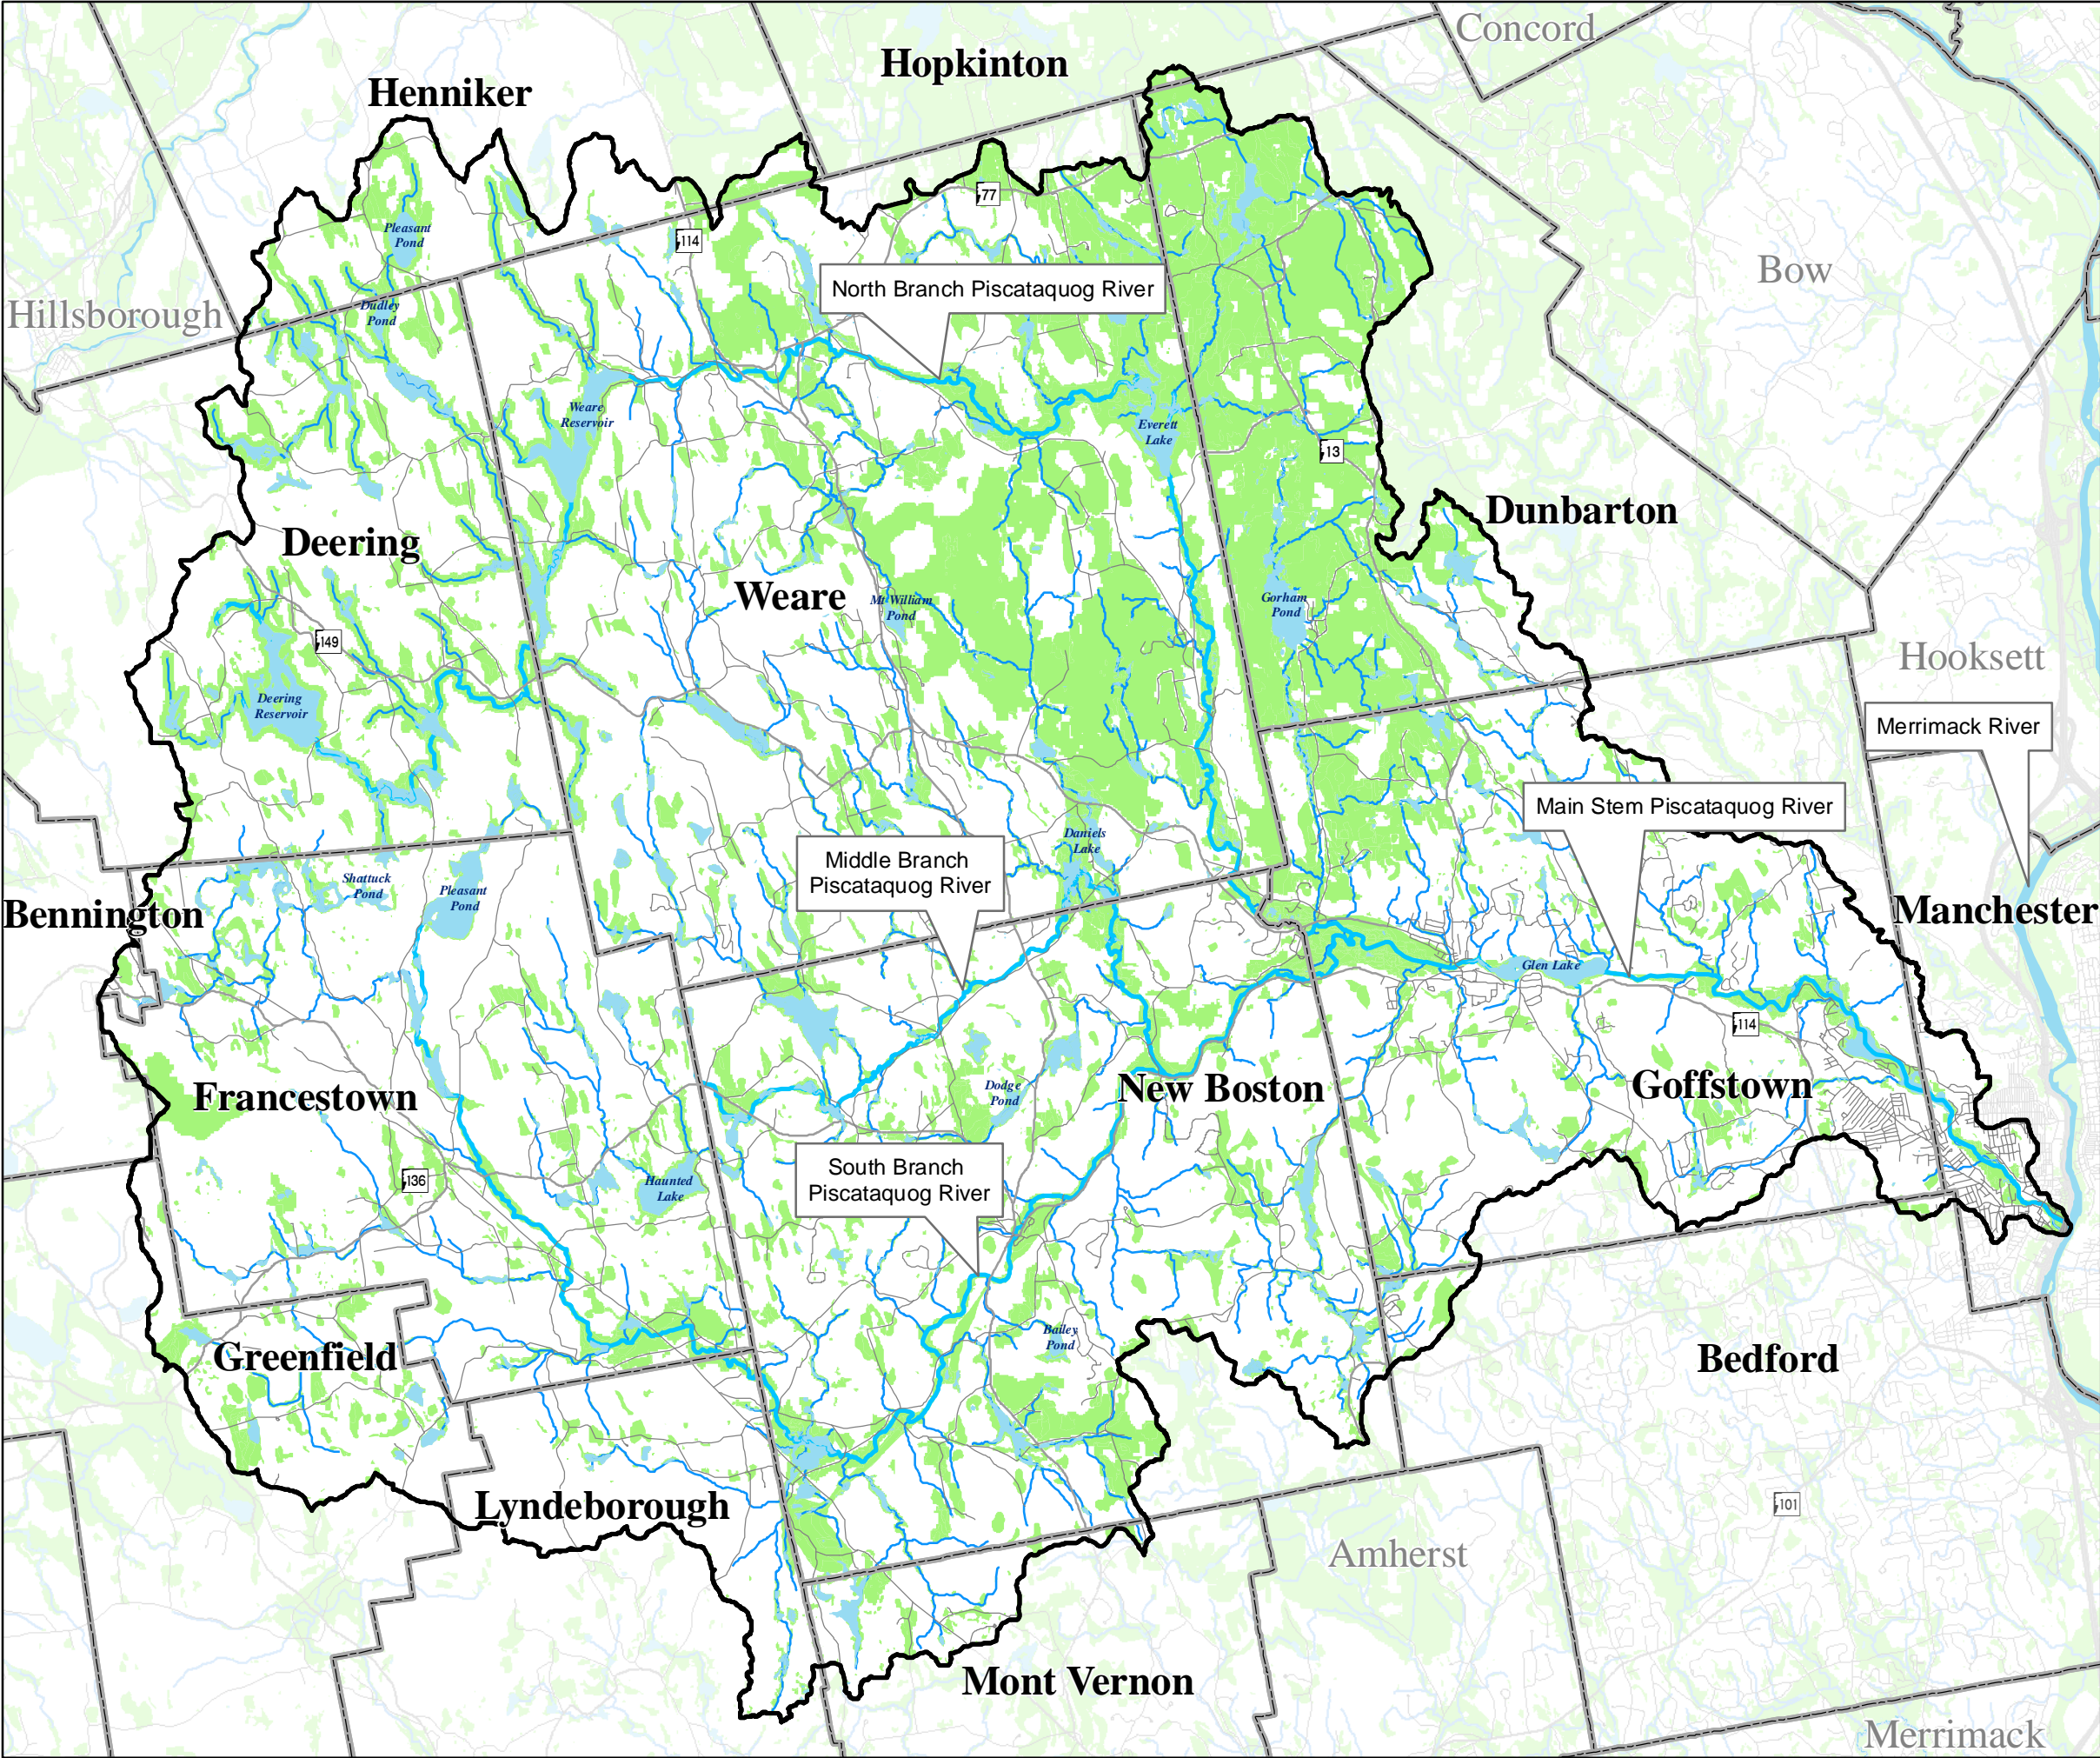 Concord
Hopkinton
Henniker
77
Pleasant
Pond
114
Bow
North Branch Piscataquog River
Hillsborough
Dudley
Pond
Weare
Reservoir
Everett
Lake
13
Dunbarton
Deering
Weare
Mt William
Pond
Gorham
Pond
149
Hooksett
Deering
Reservoir
Merrimack River
Main Stem Piscataquog River
Daniels
Lake
Middle Branch
Piscataquog River
Shattuck
Pond
Pleasant
Pond
Bennington
Manchester
Glen Lake
114
Francestown
Dodge
Pond
New Boston
Goffstown
South Branch
Piscataquog River
136
Haunted
Lake
Bailey
Pond
Greenfield
Bedford
Lyndeborough
101
Amherst
Mont Vernon
Merrimack